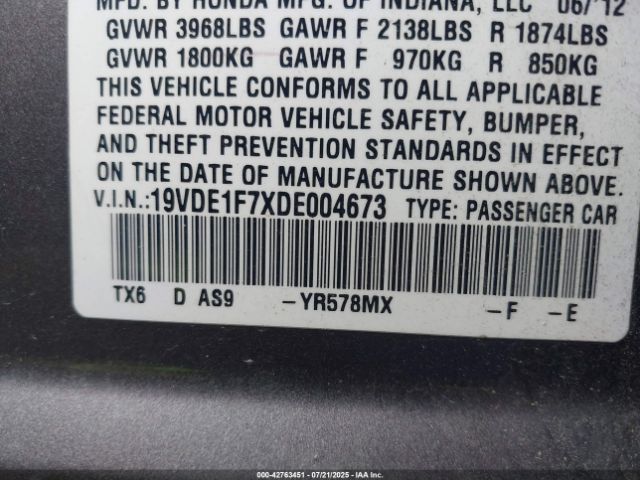 MFD. BY HONDA MFG. OF INDIANA, LLC 06/'12
GVWR 3968LBS GAWR F 2138LBS R 1874LBS
GVWR 1800KG GAWR F 970KG R 850KG
THIS VEHICLE CONFORMS TO ALL APPLICABLE
FEDERAL MOTOR VEHICLE SAFETY, BUMPER,
AND THEFT PREVENTION STANDARDS IN EFFECT
ON THE DATE OF MANUFACTURE SHOWN ABOVE.
V.I.N.:19VDE1F7XDE004673 TYPE: PASSENGER CAR
TX6 D AS9 -YR578MX -F -E
000-42763451 - 07/21/2025 - IAA Inc.